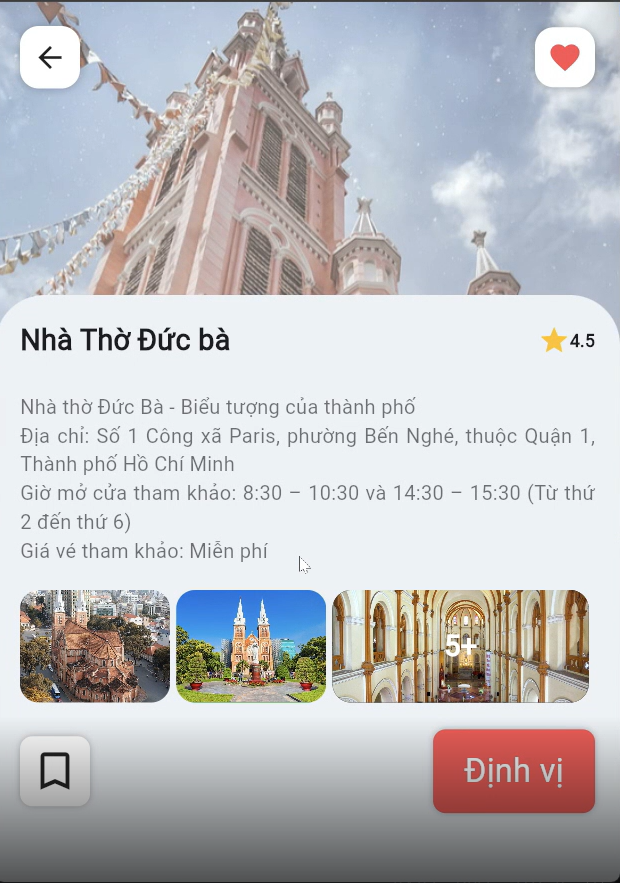 Nhà Thờ Đức bà
4.5
Nhà thờ Đức Bà - Biểu tượng của thành phố
Địa chỉ: Số 1 Công xã Paris, phường Bến Nghé, thuộc Quận 1,
Thành phố Hồ Chí Minh
Giờ mở cửa tham khảo: 8:30 – 10:30 và 14:30 – 15:30 (Từ thứ
2 đến thứ 6)
Giá vé tham khảo: Miễn phí
5+
Định vị